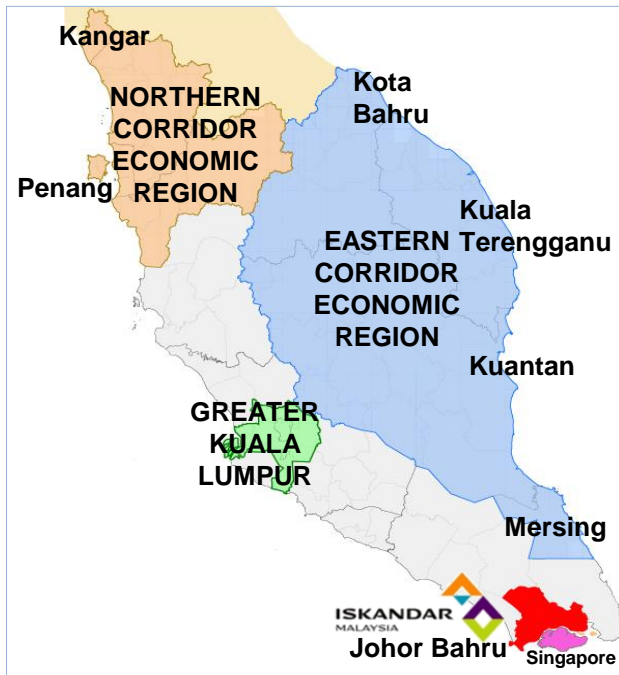 Kangar
NORTHERN
CORRIDOR
ECONOMIC
REGION
Penang
Kota
Bahru
Kuala
Terengganu
EASTERN
CORRIDOR
ECONOMIC
REGION
Kuantan
GREATER
KUALA
LUMPUR
Mersing
ISKANDAR
MALAYSIA
Johor Bahru
Singapore